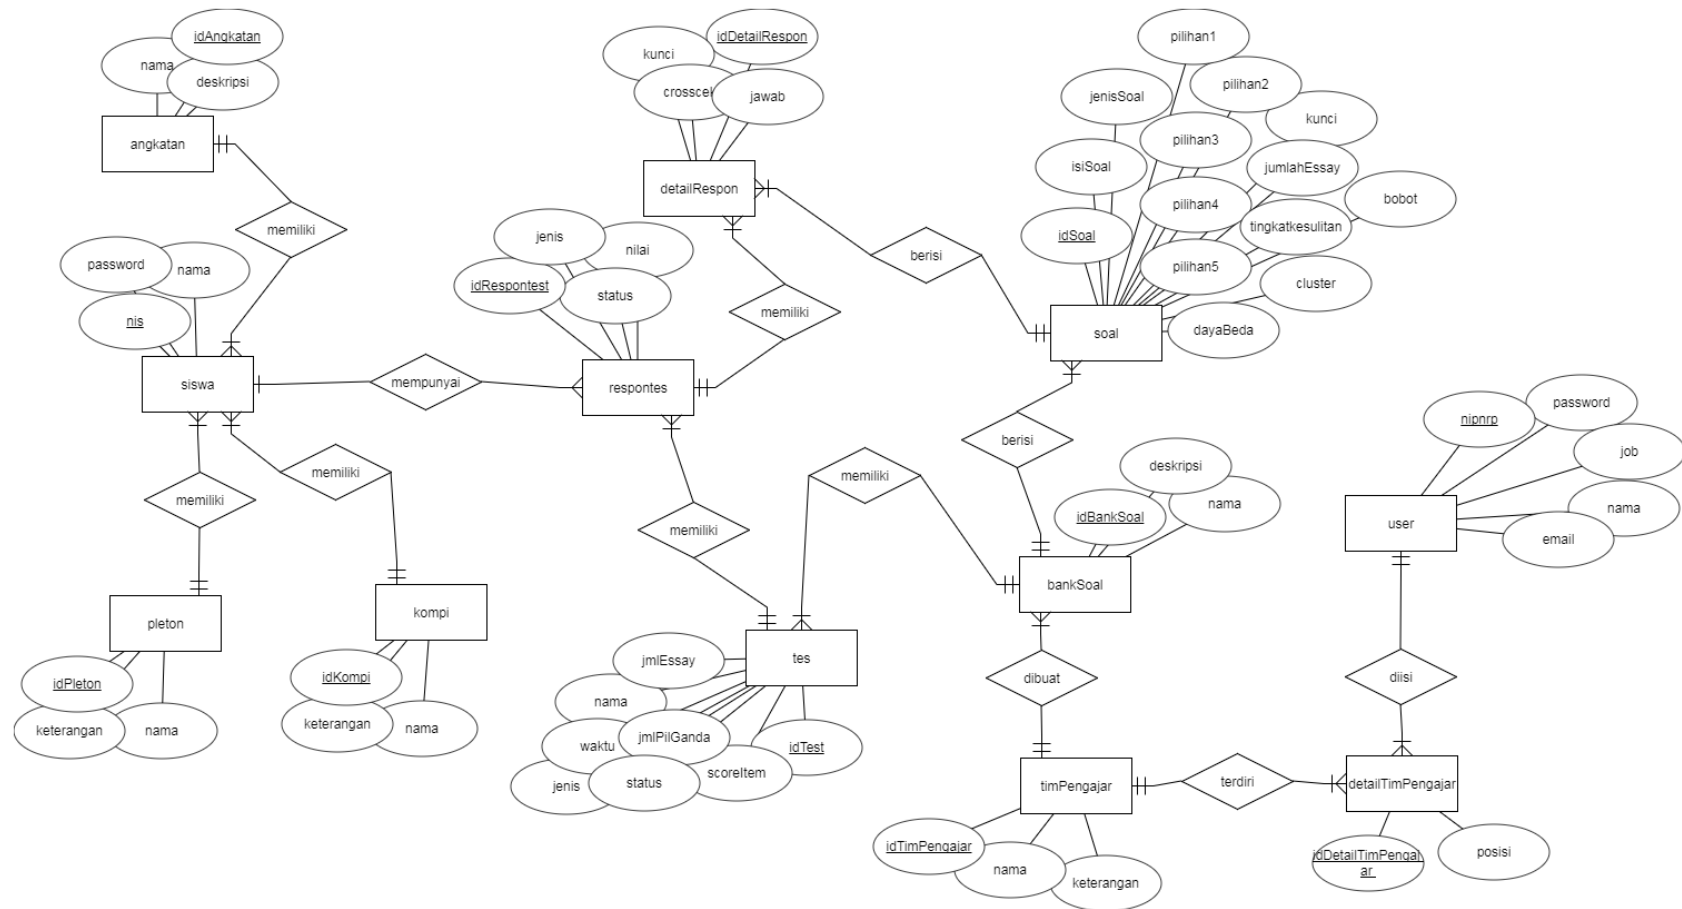 idAngkatan
nama
deskripsi
angkatan
memiliki
password
nama
nis
siswa
mempunyai
memiliki
memiliki
pleton
idPleton
keterangan
nama
kompi
idKompi
keterangan
nama
idDetailRespon
kunci
jawab
detailRespon
jenis
nilai
idRespontest
status
respontes
memiliki
berisi
memiliki
memiliki
tes
jmlEssay
nama
waktu
jmlPilGanda
idTest
jenis
status
scoreItem
pilihan1
pilihan2
jenisSoal
kunci
pilihan3
isiSoal
jumlahEssay
bobot
pilihan4
idSoal
tingkatkesulitan
pilihan5
cluster
dayaBeda
soal
berisi
deskripsi
idBankSoal
nama
bankSoal
dibuat
timPengajar
idTimPengajar
nama
keterangan
terdiri
detailTimPengajar
idDetailTimPengaj
ar
posisi
diisi
user
nipnrp
password
job
nama
email